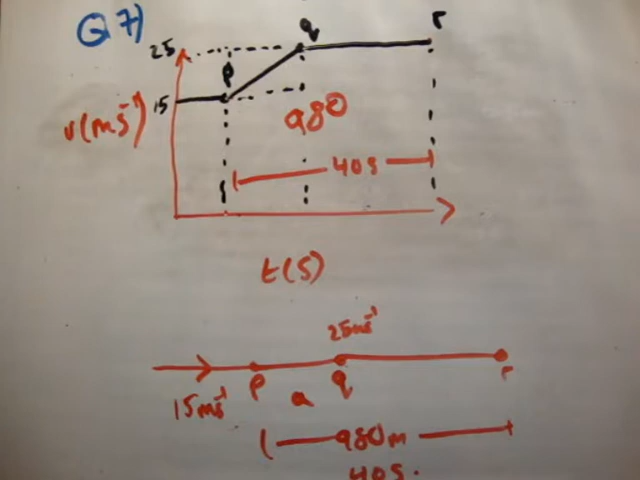 Q7)
q
r
25
p
15
v(ms⁻¹)
980
40s
t(s)
25ms⁻¹
15ms⁻¹
p
a
q
r
980m
40s.